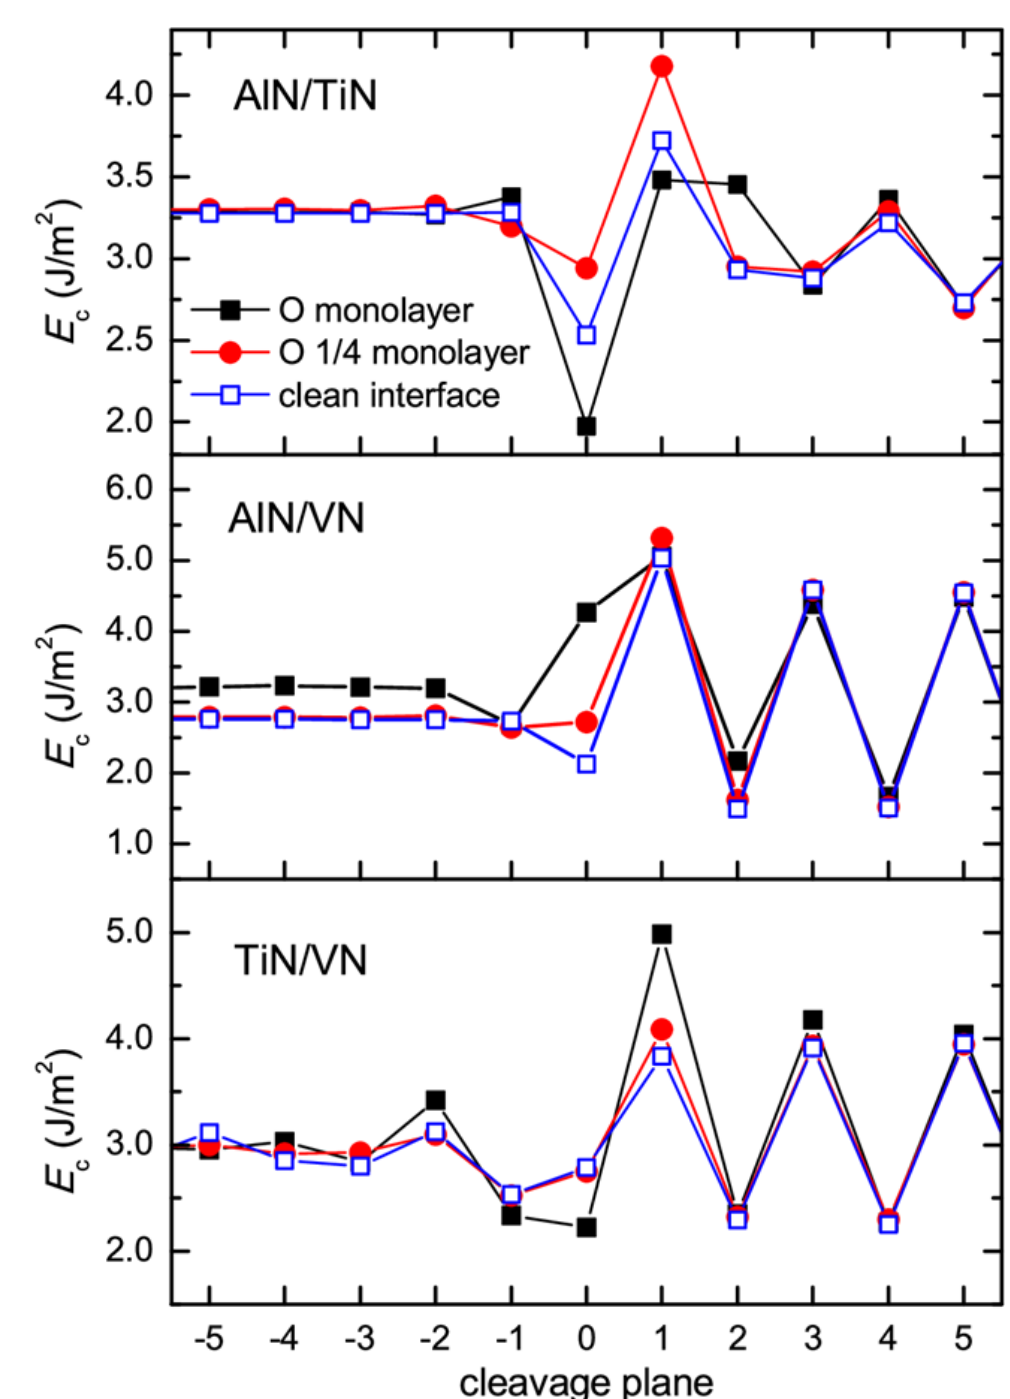 AlN/TiN
4.0
3.5
3.0
2.5
2.0
E_c (J/m²)
O monolayer
O 1/4 monolayer
clean interface
AlN/VN
6.0
5.0
4.0
3.0
2.0
1.0
E_c (J/m²)
TiN/VN
5.0
4.0
3.0
2.0
E_c (J/m²)
-5 -4 -3 -2 -1 0 1 2 3 4 5
cleavage plane